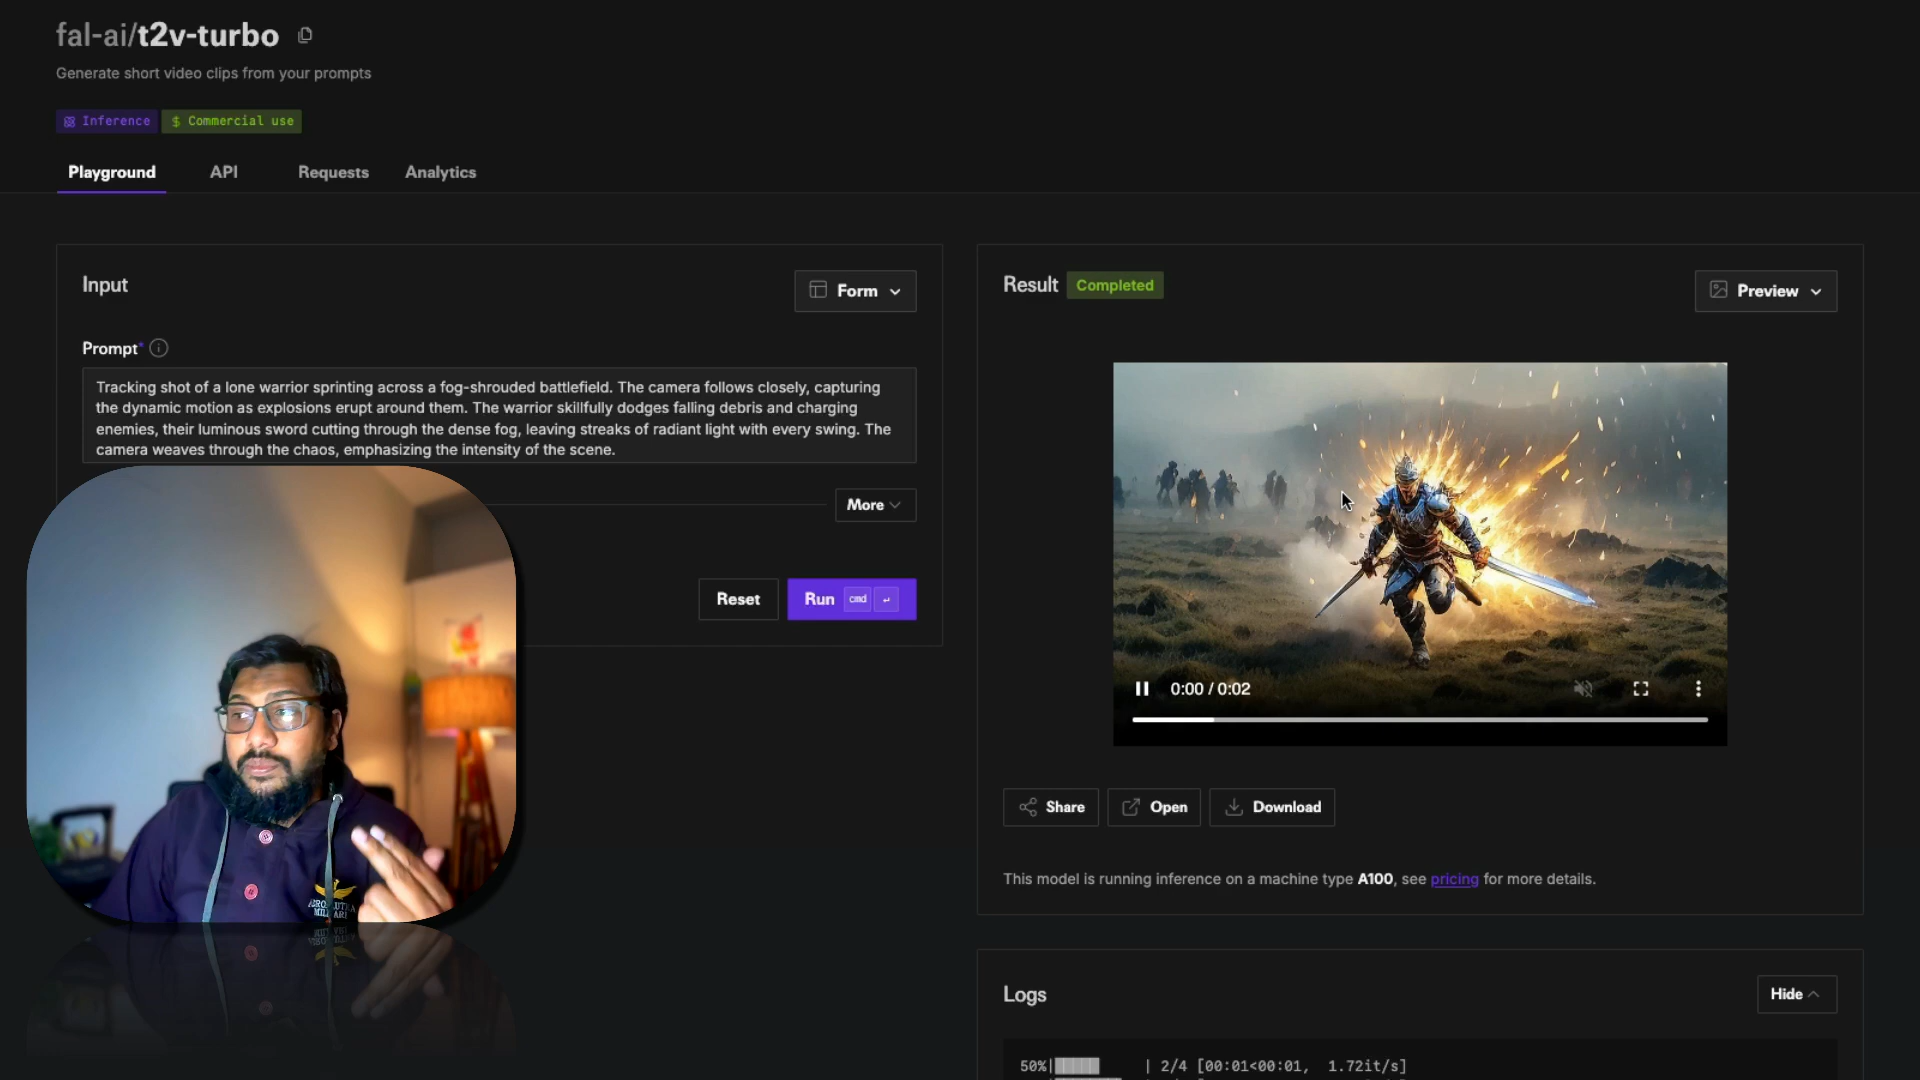 fal-ai/t2v-turbo
Generate short video clips from your prompts
Inference
$ Commercial use
Playground
API
Requests
Analytics
Input
Form
Prompt*
Tracking shot of a lone warrior sprinting across a fog-shrouded battlefield. The camera follows closely, capturing
the dynamic motion as explosions erupt around them. The warrior skillfully dodges falling debris and charging
enemies, their luminous sword cutting through the dense fog, leaving streaks of radiant light with every swing. The
camera weaves through the chaos, emphasizing the intensity of the scene.
More
Reset
Run cmd ↵
Result
Completed
Preview
0:00 / 0:02
Share
Open
Download
This model is running inference on a machine type A100, see pricing for more details.
Logs
Hide
50%| | 2/4 [00:01<00:01, 1.72it/s]